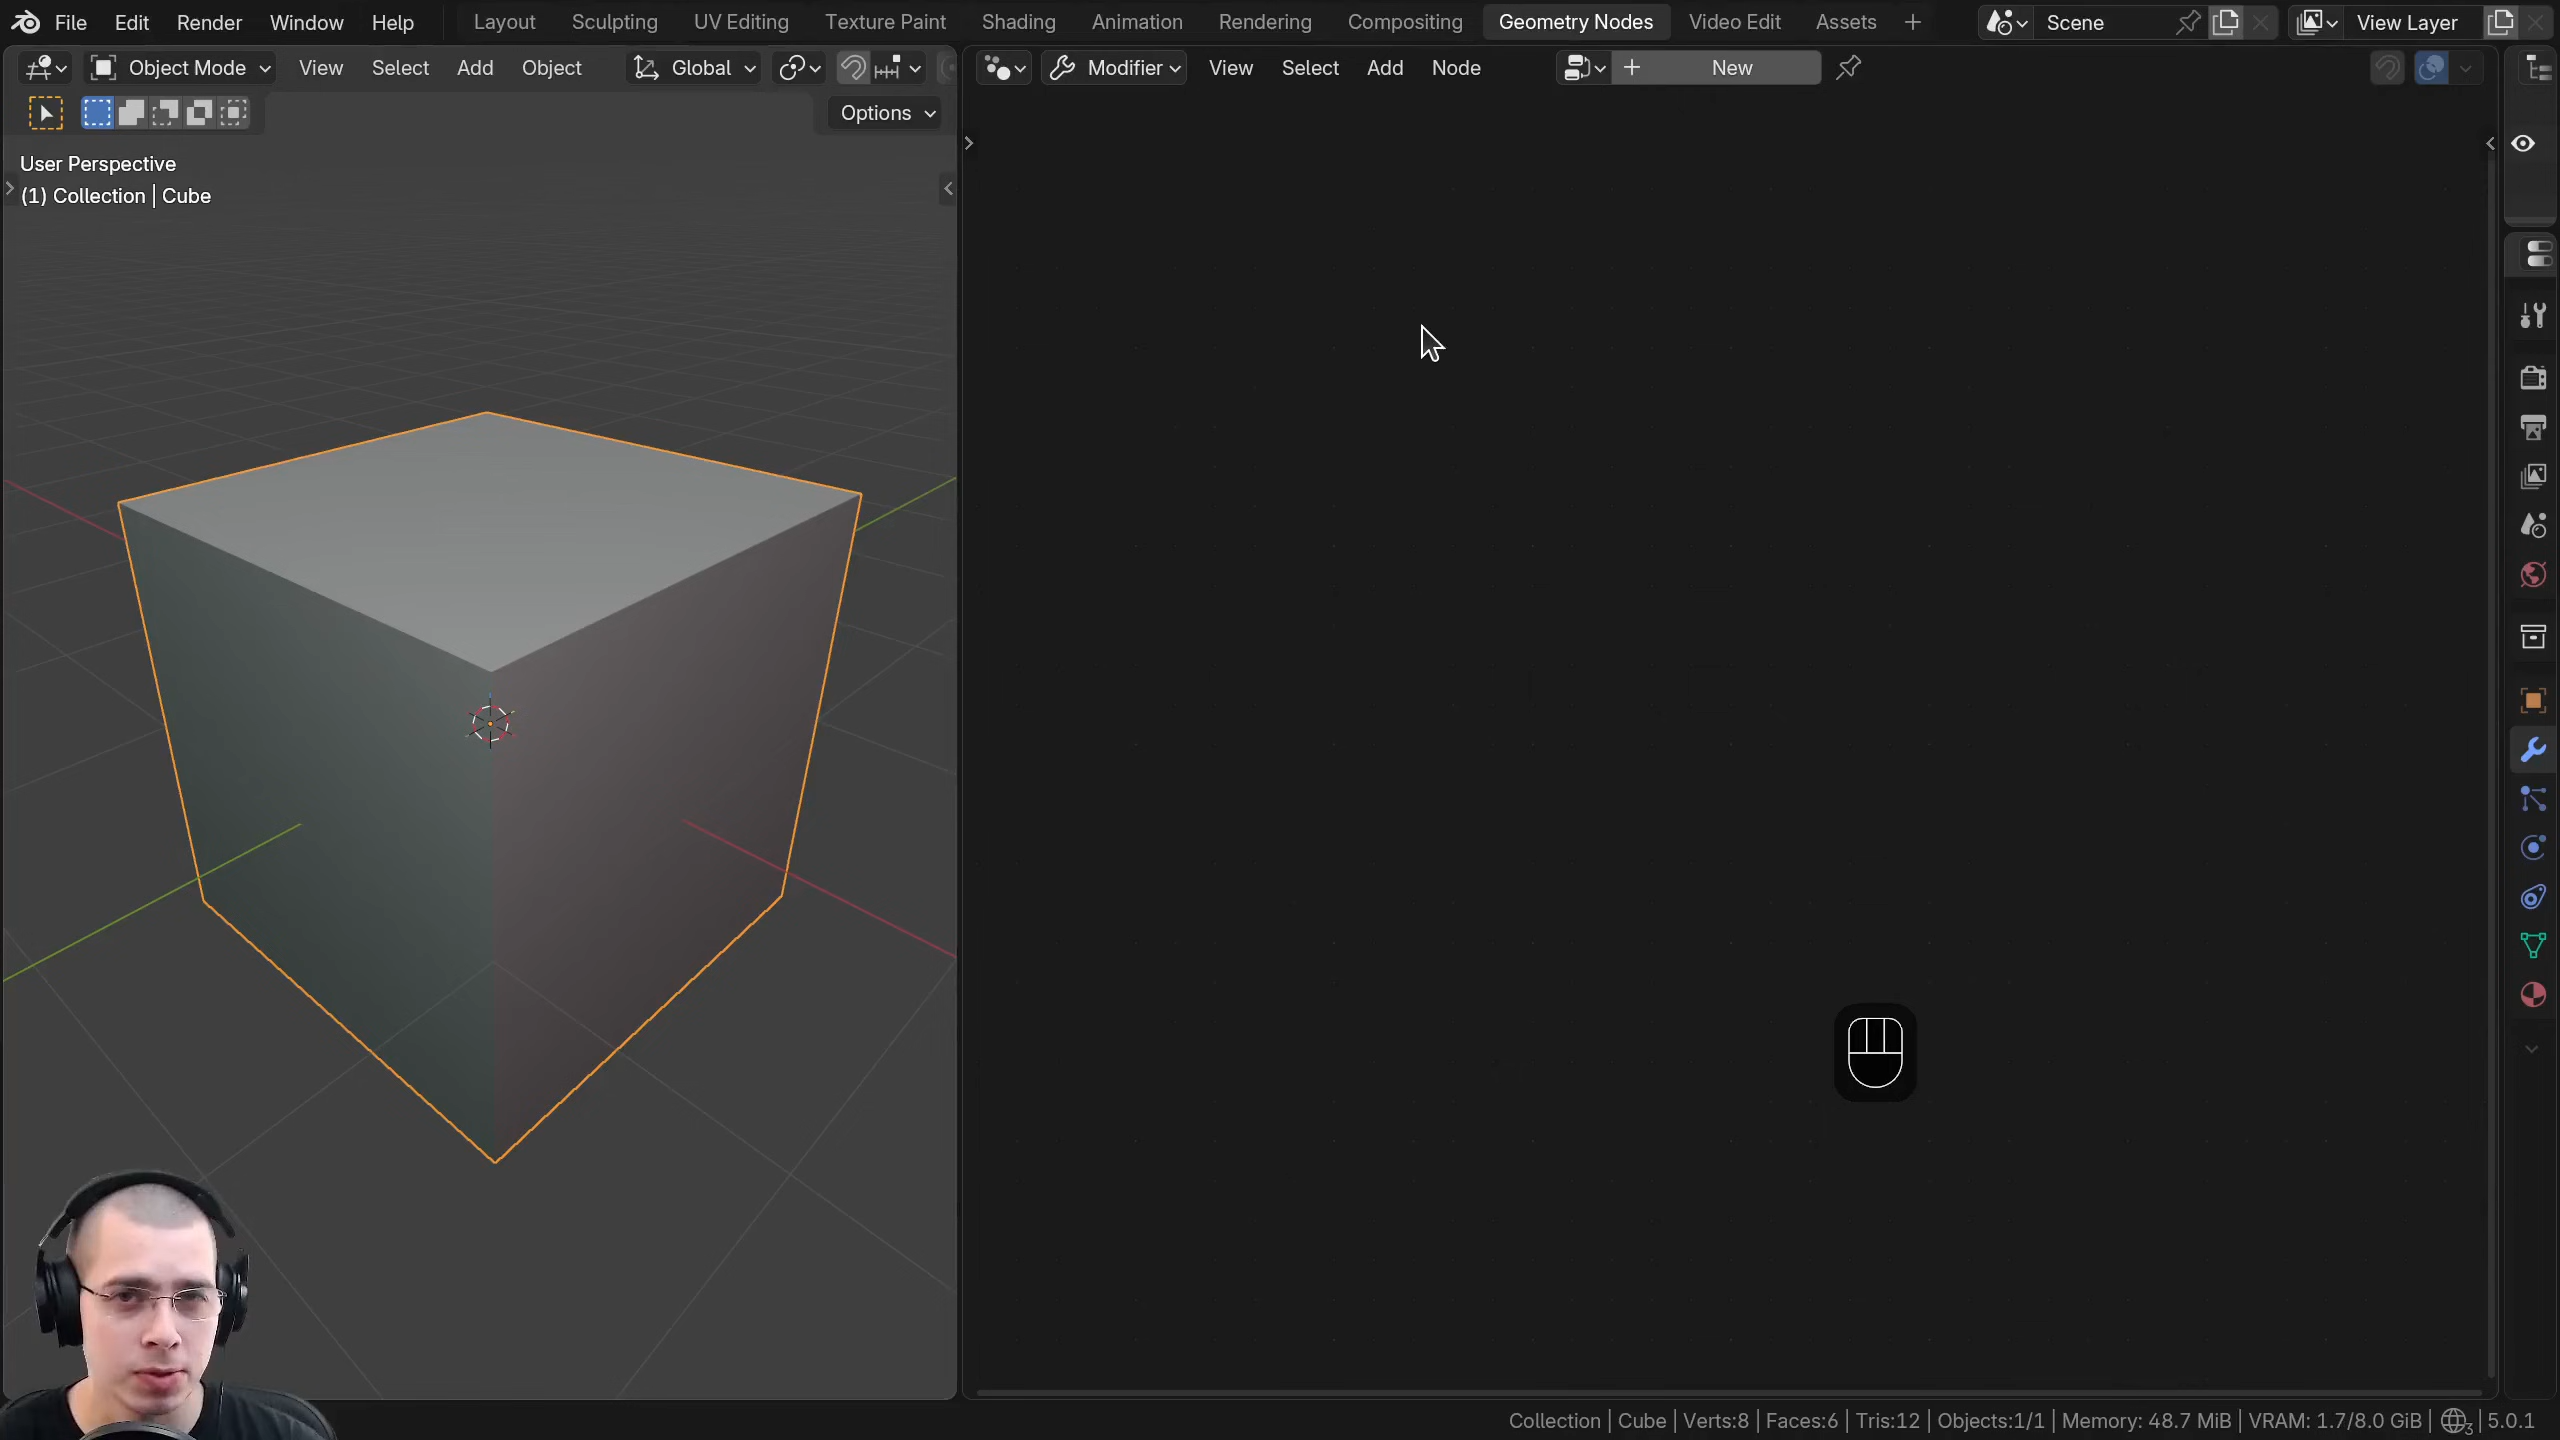 File Edit Render Window Help Layout Sculpting UV Editing Texture Paint Shading Animation Rendering Compositing Geometry Nodes Video Edit Assets + Scene View Layer
Object Mode View Select Add Object Global Modifier View Select Add Node + New
Options
User Perspective
(1) Collection | Cube
Collection | Cube | Verts:8 | Faces:6 | Tris:12 | Objects:1/1 | Memory: 48.7 MiB | VRAM: 1.7/8.0 GiB | 3 | 5.0.1